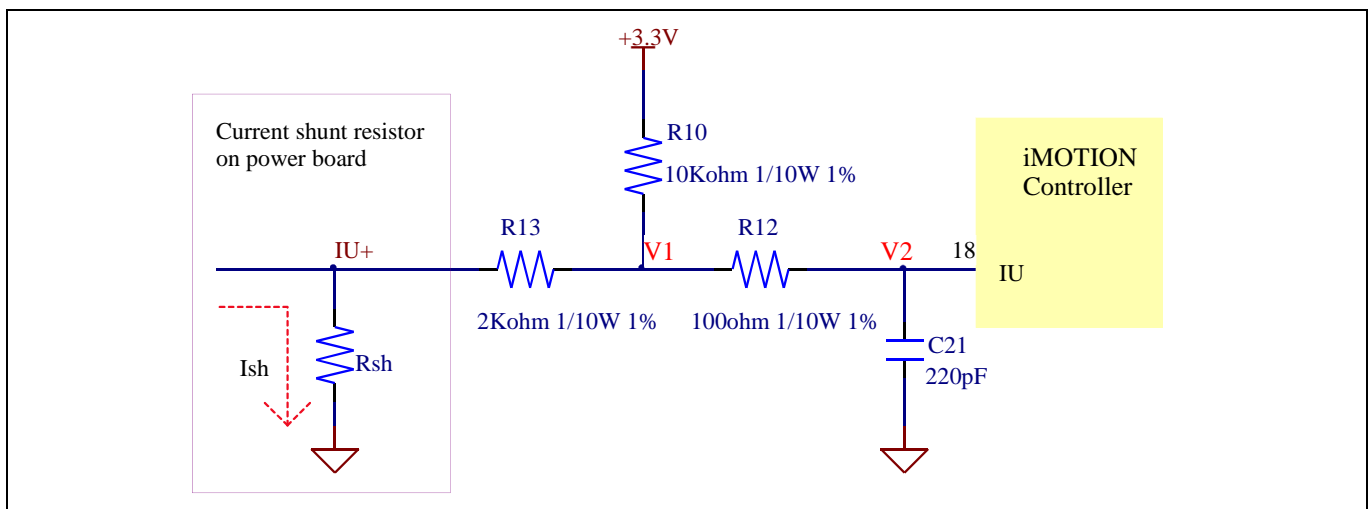 +3.3V
Current shunt resistor
on power board
R10
10Kohm 1/10W 1%
iMOTION
Controller
R13
R12
IU+
V1
V2
18
IU
2Kohm 1/10W 1%
100ohm 1/10W 1%
Ish
Rsh
C21
220pF